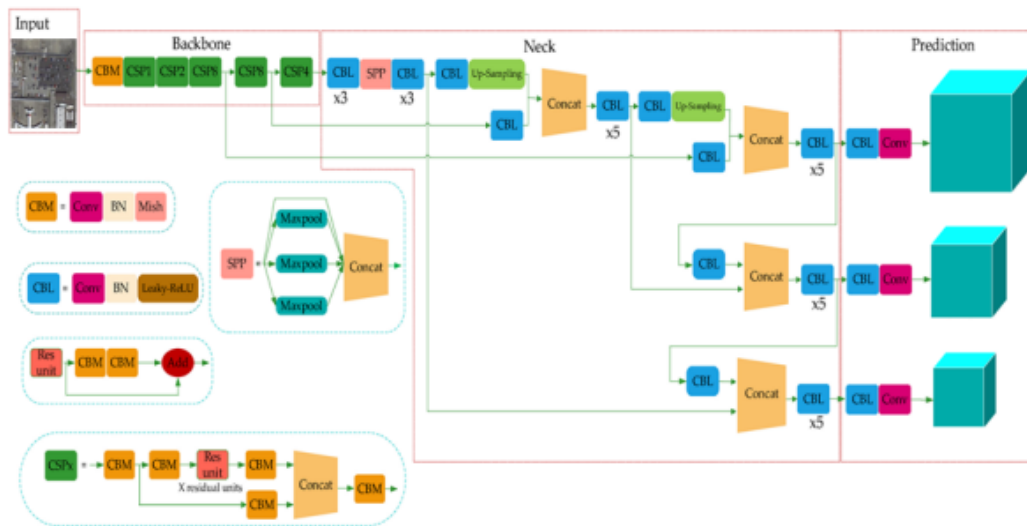 Input
Backbone
Neck
Prediction
CBM CSP1 CSP2 CSP8 CSP8 CSP4 CBL SPP CBL CBL Up-Sampling
x3 x3
Concat
CBL
CBL CBL Up-Sampling
x5
Concat
CBL
CBL CBL Conv
x5
CBM = Conv BN Mish
CBL = Conv BN Leaky-ReLU
SPP =
Maxpool
Maxpool
Maxpool
Concat
CBL
Concat
CBL CBL Conv
x5
Res
unit
CBM CBM Add
CBL
Concat
CBL CBL Conv
x5
CSPx = CBM CBM Res
unit
CBM
X residual units
CBM
Concat
CBM